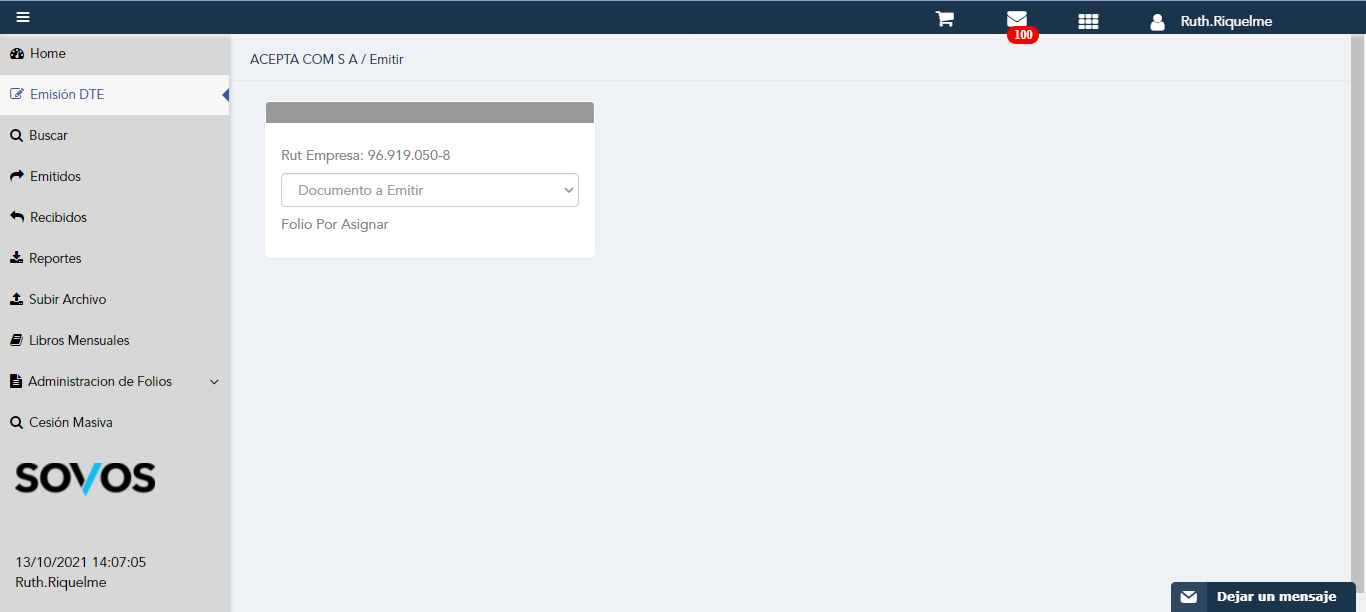 Ruth.Riquelme
100
Home
Emisión DTE
Buscar
Emitidos
Recibidos
Reportes
Subir Archivo
Libros Mensuales
Administracion de Folios
Cesión Masiva
SOVOS
13/10/2021 14:07:05
Ruth.Riquelme
ACEPTA COM S A / Emitir
Rut Empresa: 96.919.050-8
Documento a Emitir
Folio Por Asignar
Dejar un mensaje